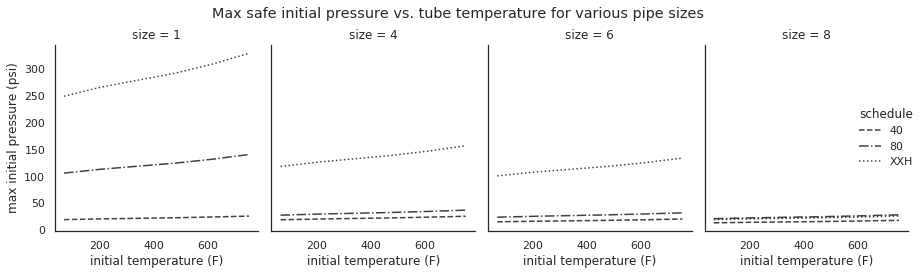 Max safe initial pressure vs. tube temperature for various pipe sizes
size = 1
size = 4
size = 6
size = 8
max initial pressure (psi)
300
250
200
150
100
50
0
schedule
40
80
XXH
200 400 600
200 400 600
200 400 600
200 400 600
initial temperature (F)
initial temperature (F)
initial temperature (F)
initial temperature (F)